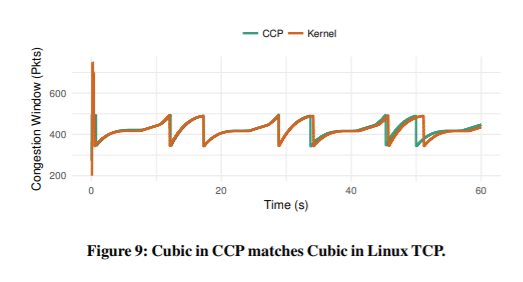 CCP Kernel
Congestion Window (Pkts)
600
400
200
0 20 40 60
Time (s)
Figure 9: Cubic in CCP matches Cubic in Linux TCP.